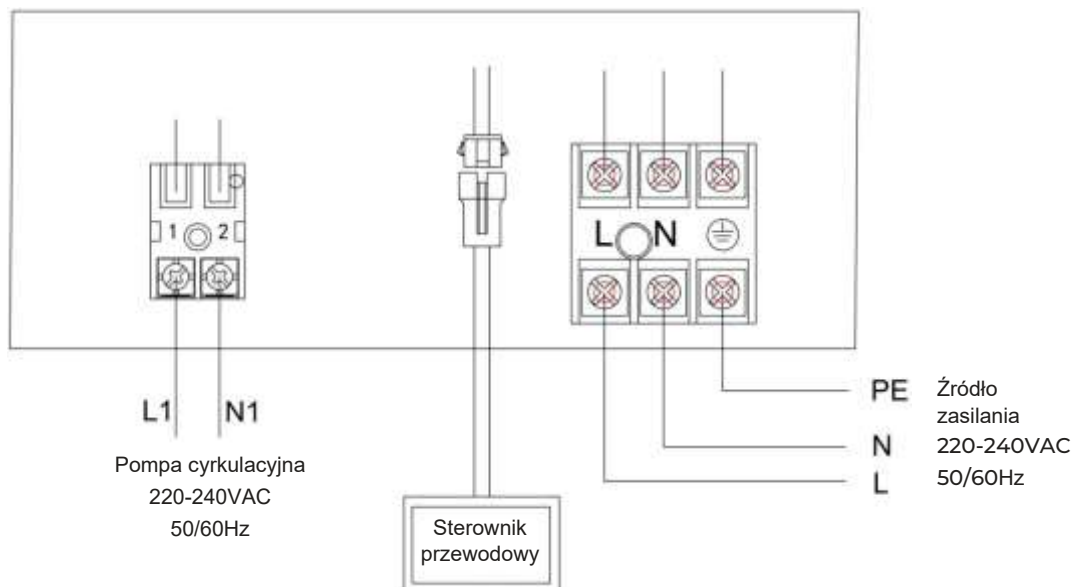 1 2
L N
L1 N1
Pompa cyrkulacyjna
220-240VAC
50/60Hz
Sterownik
przewodowy
PE
N
L
Źródło
zasilania
220-240VAC
50/60Hz